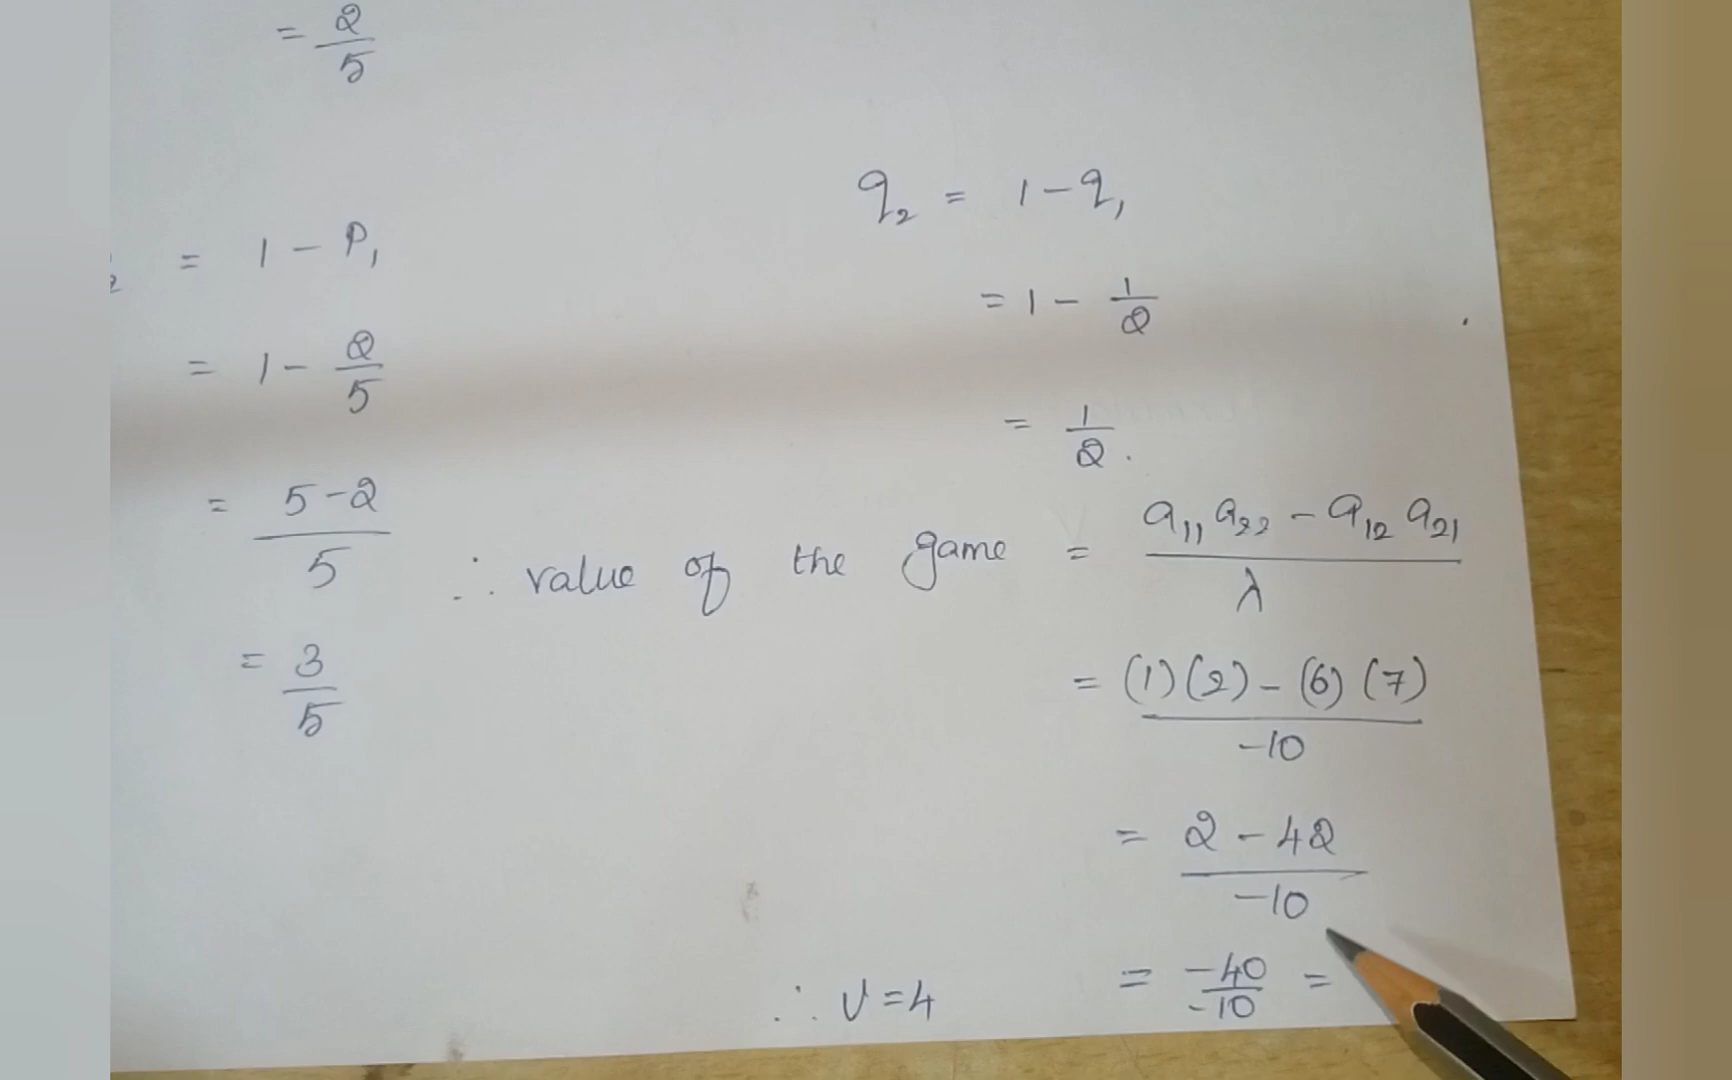 = 2/5
= 1 - P₁
= 1 - 2/5
= 5-2/5
= 3/5
q₂ = 1 - q₁
= 1 - 1/2
= 1/2.
∴ value of the game = a₁₁ a₂₂ - a₁₂ a₂₁ / λ
= (1)(2) - (6)(7) / -10
= 2 - 42 / -10
= -40/-10 =
∴ V = 4